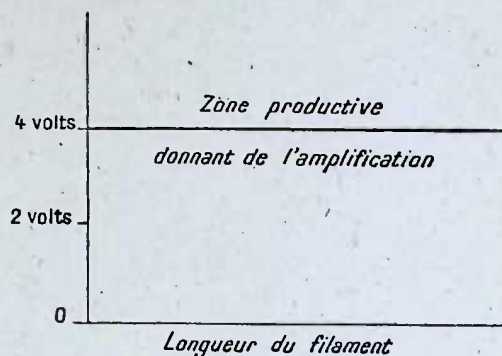 Zone productive
4 volts
donnant de l'amplification
2 volts
0
Longueur du filament